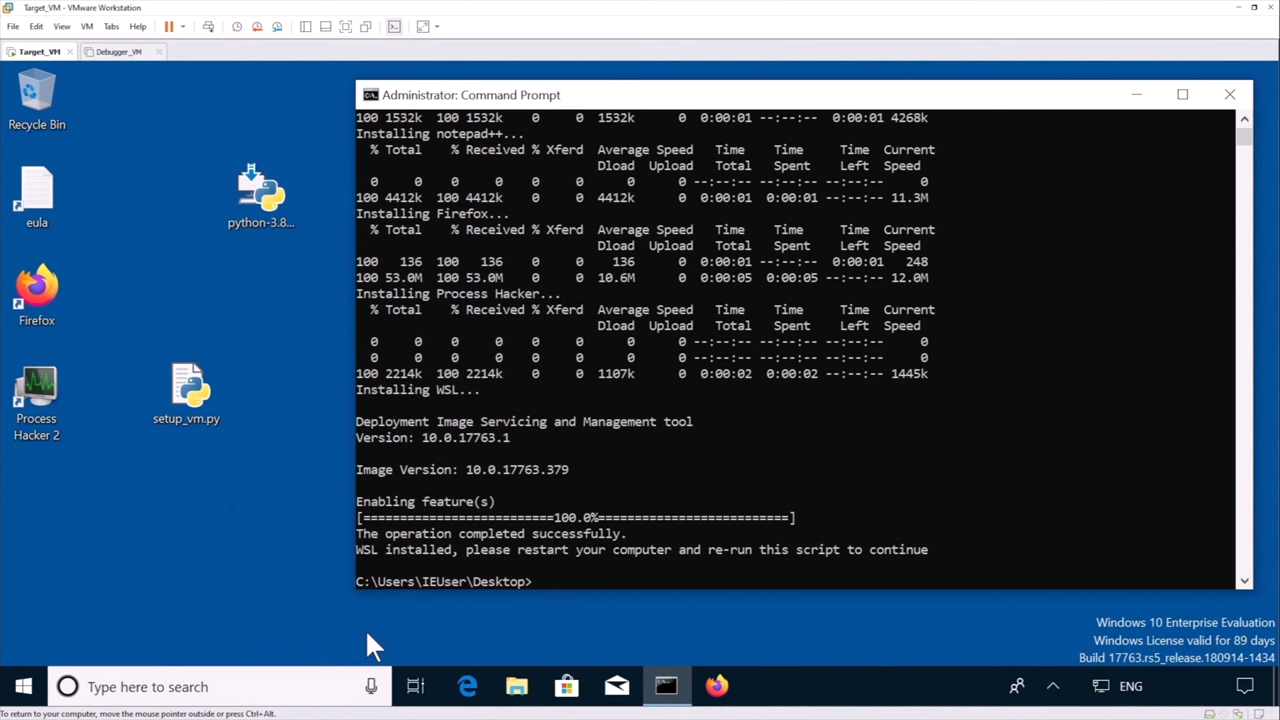 Target_VM - VMware Workstation
File Edit View VM Tabs Help
Target_VM
Debugger_VM
Recycle Bin
eula
python-3.8...
Firefox
Process
Hacker 2
setup_vm.py
Administrator: Command Prompt
100 1532k 100 1532k 0 0 1532k 0 0:00:01 --:--:-- 0:00:01 4268k
Installing notepad++...
% Total % Received % Xferd Average Speed Time Time Time Current
Dload Upload Total Spent Left Speed
0 0 0 0 0 0 0 0 --:--:-- --:--:-- --:--:-- 0
100 4412k 100 4412k 0 0 4412k 0 0:00:01 0:00:01 --:--:-- 11.3M
Installing Firefox...
% Total % Received % Xferd Average Speed Time Time Time Current
Dload Upload Total Spent Left Speed
100 136 100 136 0 0 136 0 0:00:01 --:--:-- 0:00:01 248
100 53.0M 100 53.0M 0 0 10.6M 0 0:00:05 0:00:05 --:--:-- 12.0M
Installing Process Hacker...
% Total % Received % Xferd Average Speed Time Time Time Current
Dload Upload Total Spent Left Speed
0 0 0 0 0 0 0 0 --:--:-- --:--:-- --:--:-- 0
0 0 0 0 0 0 0 0 --:--:-- --:--:-- --:--:-- 0
100 2214k 100 2214k 0 0 1107k 0 0:00:02 0:00:02 --:--:-- 1445k
Installing WSL...
Deployment Image Servicing and Management tool
Version: 10.0.17763.1
Image Version: 10.0.17763.379
Enabling feature(s)
[==========================100.0%==========================]
The operation completed successfully.
WSL installed, please restart your computer and re-run this script to continue
C:\Users\IEUser\Desktop>
Windows 10 Enterprise Evaluation
Windows License valid for 89 days
Build 17763.rs5_release.180914-1434
Type here to search
ENG
To return to your computer, move the mouse pointer outside or press Ctrl+Alt.